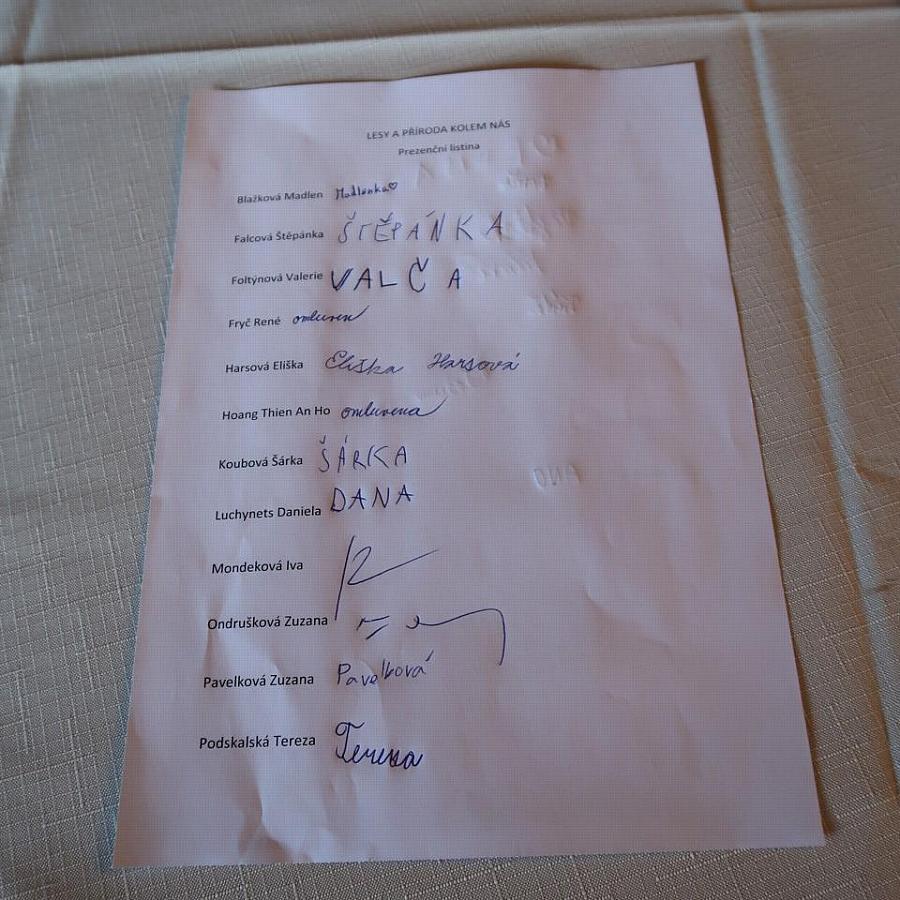 LESY A PŘÍRODA KOLEM NÁS
Prezenční listina
Blažková Madlen Madlenka♡
Falcová Štěpánka ŠTĚPÁNKA
Foltýnová Valerie VALČA
Fryč René omluven
Harsová Eliška Eliška Harsová
Hoang Thien An Ho omluvena
Koubová Šárka ŠÁRKA
Luchynets Daniela DANA
Mondeková Iva
Ondrušková Zuzana
Pavelková Zuzana Pavelková
Podskalská Tereza Tereza